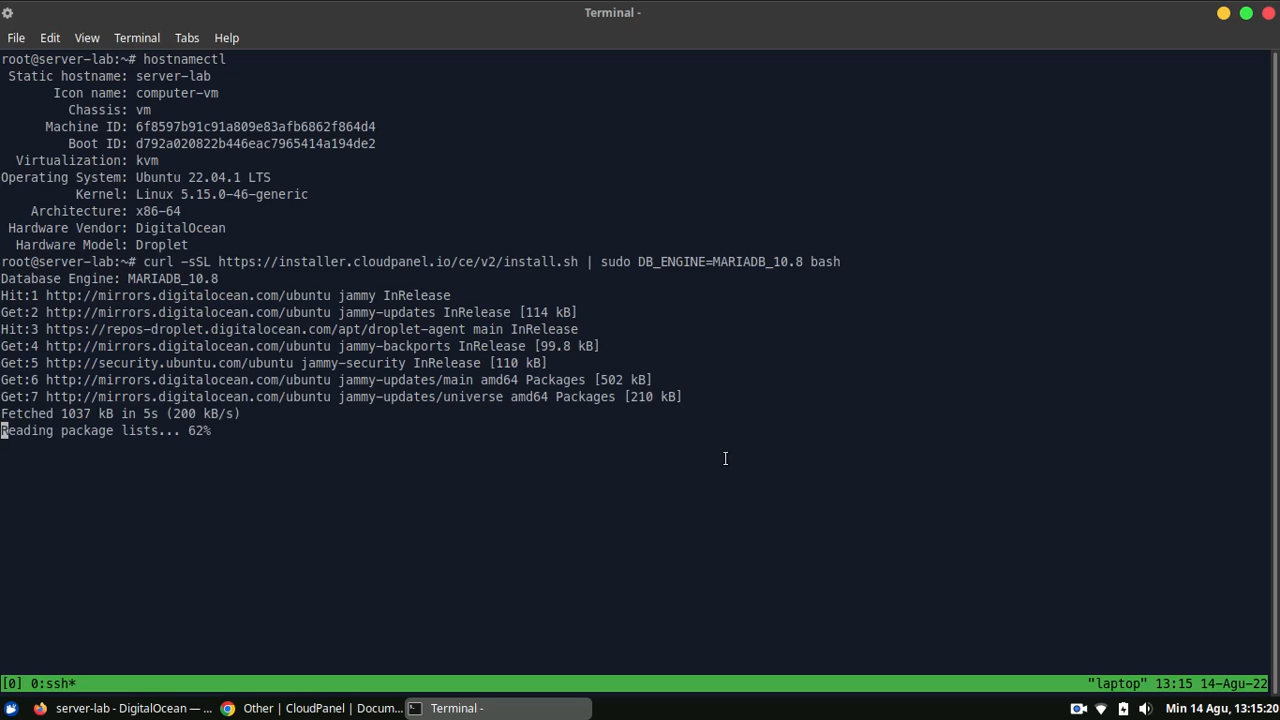 Terminal -
File Edit View Terminal Tabs Help
root@server-lab:~# hostnamectl
Static hostname: server-lab
Icon name: computer-vm
Chassis: vm
Machine ID: 6f8597b91c91a809e83afb6862f864d4
Boot ID: d792a020822b446eac7965414a194de2
Virtualization: kvm
Operating System: Ubuntu 22.04.1 LTS
Kernel: Linux 5.15.0-46-generic
Architecture: x86-64
Hardware Vendor: DigitalOcean
Hardware Model: Droplet
root@server-lab:~# curl -sSL https://installer.cloudpanel.io/ce/v2/install.sh | sudo DB_ENGINE=MARIADB_10.8 bash
Database Engine: MARIADB_10.8
Hit:1 http://mirrors.digitalocean.com/ubuntu jammy InRelease
Get:2 http://mirrors.digitalocean.com/ubuntu jammy-updates InRelease [114 kB]
Hit:3 https://repos-droplet.digitalocean.com/apt/droplet-agent main InRelease
Get:4 http://mirrors.digitalocean.com/ubuntu jammy-backports InRelease [99.8 kB]
Get:5 http://security.ubuntu.com/ubuntu jammy-security InRelease [110 kB]
Get:6 http://mirrors.digitalocean.com/ubuntu jammy-updates/main amd64 Packages [502 kB]
Get:7 http://mirrors.digitalocean.com/ubuntu jammy-updates/universe amd64 Packages [210 kB]
Fetched 1037 kB in 5s (200 kB/s)
Reading package lists... 62%
[0] 0:ssh* "laptop" 13:15 14-Agu-22
server-lab - DigitalOcean — ... Other | CloudPanel | Docum... Terminal - Min 14 Agu, 13:15:20